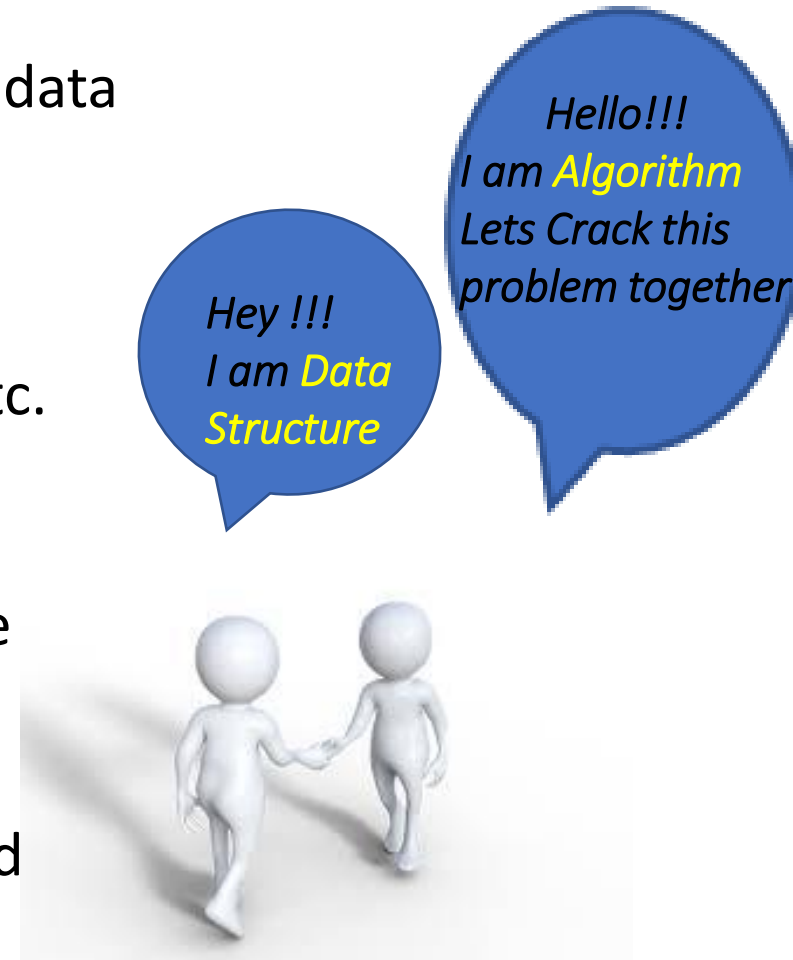 data
Hello!!!
I am Algorithm
Lets Crack this
problem together
Hey !!!
I am Data
Structure
tc.
e
d